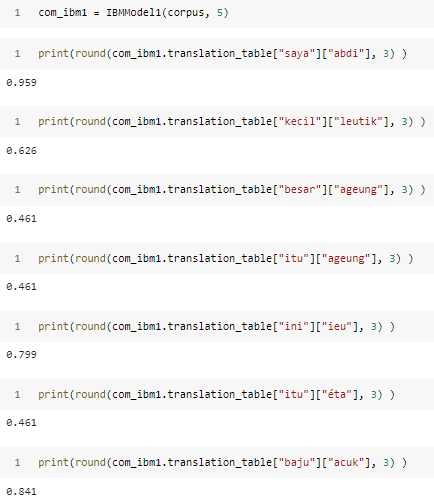 1 com_ibm1 = IBMModel1(corpus, 5)
1 print(round(com_ibm1.translation_table["saya"]["abdi"], 3) )
0.959
1 print(round(com_ibm1.translation_table["kecil"]["leutik"], 3) )
0.626
1 print(round(com_ibm1.translation_table["besar"]["ageung"], 3) )
0.461
1 print(round(com_ibm1.translation_table["itu"]["ageung"], 3) )
0.461
1 print(round(com_ibm1.translation_table["ini"]["ieu"], 3) )
0.799
1 print(round(com_ibm1.translation_table["itu"]["éta"], 3) )
0.461
1 print(round(com_ibm1.translation_table["baju"]["acuk"], 3) )
0.841